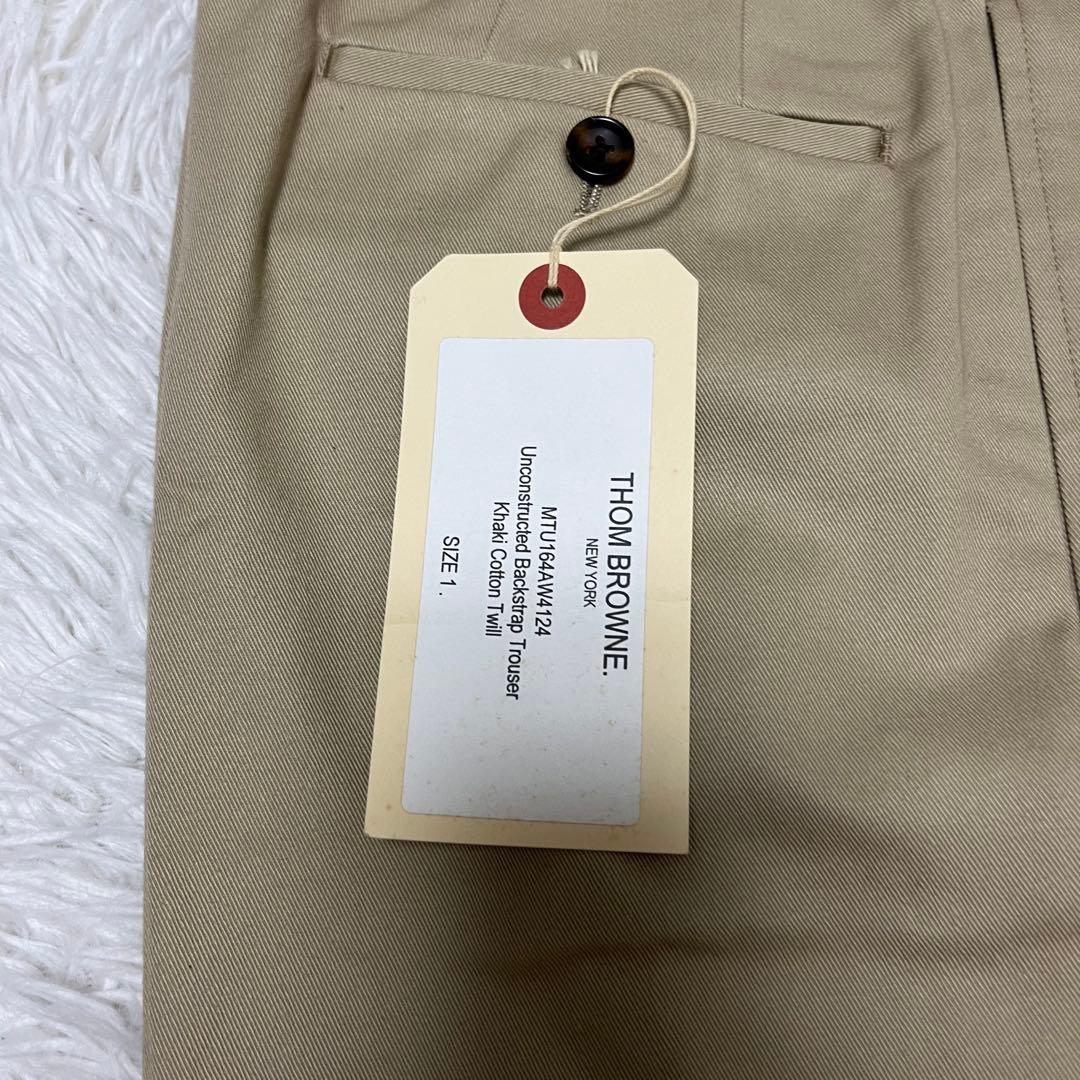 THOM BROWNE.
NEW YORK
MTU164AW4124
Unconstructed Backstrap Trouser
Khaki Cotton Twill
SIZE 1 .